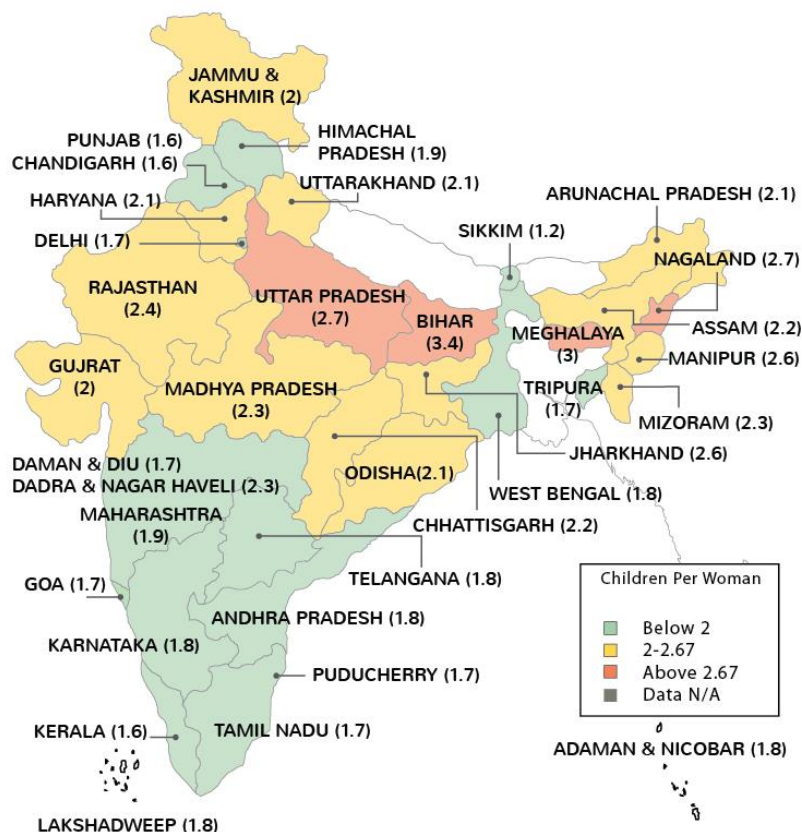 JAMMU &
KASHMIR (2)
PUNJAB (1.6)
CHANDIGARH (1.6)
HIMACHAL
PRADESH (1.9)
HARYANA (2.1)
UTTARAKHAND (2.1)
ARUNACHAL PRADESH (2.1)
DELHI (1.7)
SIKKIM (1.2)
NAGALAND (2.7)
RAJASTHAN
(2.4)
UTTAR PRADESH
(2.7)
BIHAR
(3.4)
MEGHALAYA
(3)
ASSAM (2.2)
GUJRAT
(2)
MANIPUR (2.6)
MADHYA PRADESH
(2.3)
TRIPURA
(1.7)
MIZORAM (2.3)
JHARKHAND (2.6)
DAMAN & DIU (1.7)
DADRA & NAGAR HAVELI (2.3)
ODISHA(2.1)
WEST BENGAL (1.8)
MAHARASHTRA
(1.9)
CHHATTISGARH (2.2)
GOA (1.7)
TELANGANA (1.8)
ANDHRA PRADESH (1.8)
KARNATAKA (1.8)
PUDUCHERRY (1.7)
KERALA (1.6)
TAMIL NADU (1.7)
LAKSHADWEEP (1.8)
Children Per Woman
Below 2
2-2.67
Above 2.67
Data N/A
ADAMAN & NICOBAR (1.8)